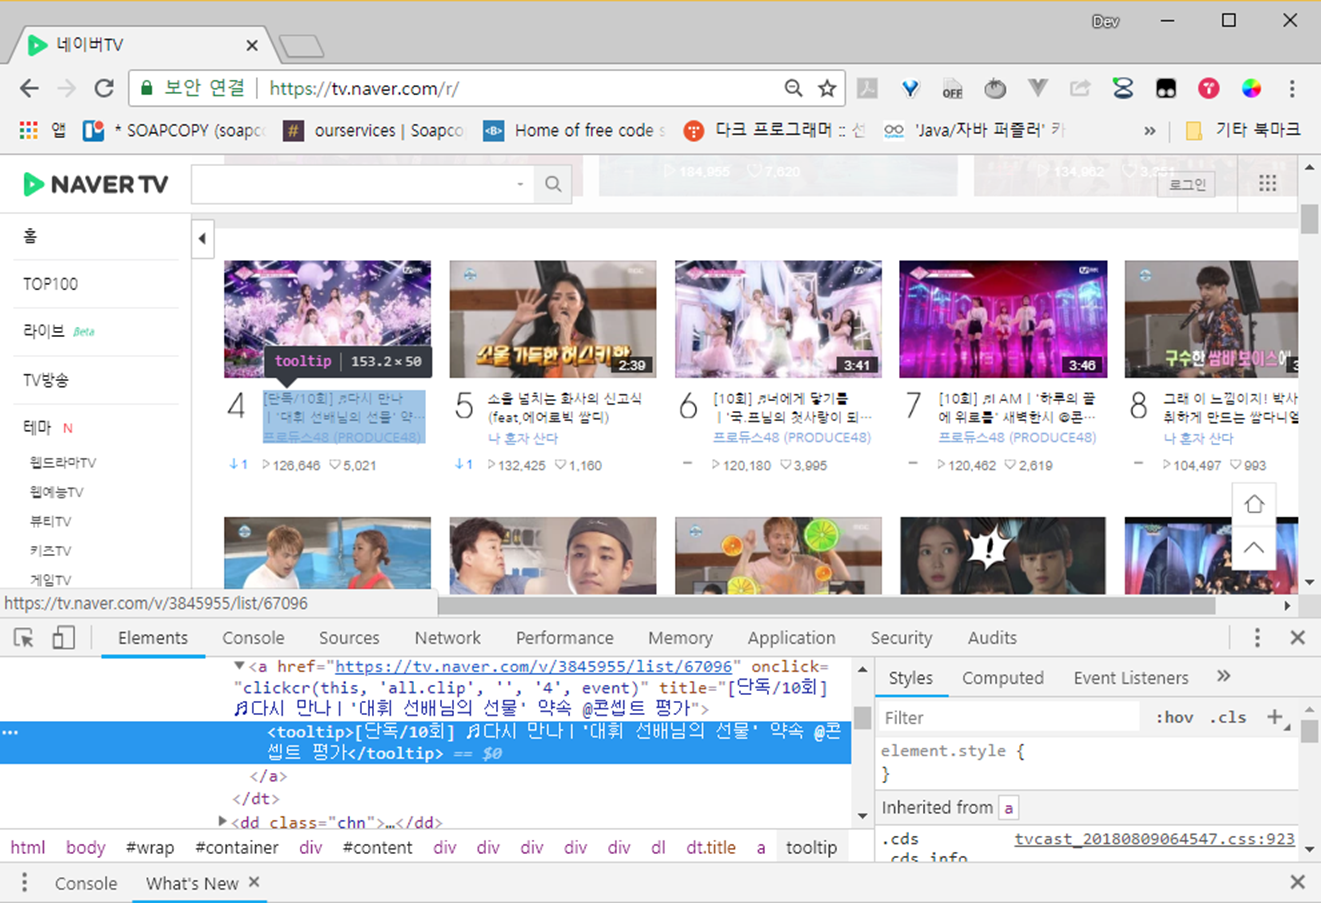 Dev
네이버TV
보안 연결 | https://tv.naver.com/r/
OFF
앱 * SOAPCOPY (soapc ourservices | Soapco Home of free code s 다크 프로그래머 :: 선 'Java/자바 퍼즐러' 카 » 기타 북마크
NAVER TV
184,955 7,620
134,962 3,251
로그인
홈
TOP100
라이브 Beta
TV방송
테마 N
웹드라마TV
웹예능TV
뷰티TV
키즈TV
게임TV
tooltip | 153.2 × 50
4 [단독/10회] ♬다시 만나
ㅣ'대휘 선배님의 선물' 약…
프로듀스48 (PRODUCE48)
↓1 126,646 5,021
소울 가득한 허스키한
2:39
5 소울 넘치는 화사의 신고식
(feat,에어로빅 쌈디)
나 혼자 산다
↓1 132,425 1,160
3:41
6 [10회] ♬너에게 닿기를
ㅣ'국.프님의 첫사랑이 되…
프로듀스48 (PRODUCE48)
– 120,180 3,995
3:46
7 [10회] ♬I AMㅣ'하루의 끝
에 위로를' 새벽한시 @콘…
프로듀스48 (PRODUCE48)
– 120,462 2,619
구수한 쌈바 보이스에
3
8 그래 이 느낌이지! 박사
취하게 만드는 쌈다니엘
나 혼자 산다
– 104,497 993
https://tv.naver.com/v/3845955/list/67096
Elements Console Sources Network Performance Memory Application Security Audits
▼<a href="https://tv.naver.com/v/3845955/list/67096" onclick=
"clickcr(this, 'all.clip', '', '4', event)" title="[단독/10회]
♬다시 만나ㅣ'대휘 선배님의 선물' 약속 @콘셉트 평가">
… <tooltip>[단독/10회] ♬다시 만나ㅣ'대휘 선배님의 선물' 약속 @콘
셉트 평가</tooltip> == $0
</a>
</dt>
▶<dd class="chn">…</dd>
html body #wrap #container div #content div div div div div dl dt.title a tooltip
Styles Computed Event Listeners »
Filter :hov .cls +
element.style {
}
Inherited from a
.cds tvcast_20180809064547.css:923
.cds_info
Console What's New ×